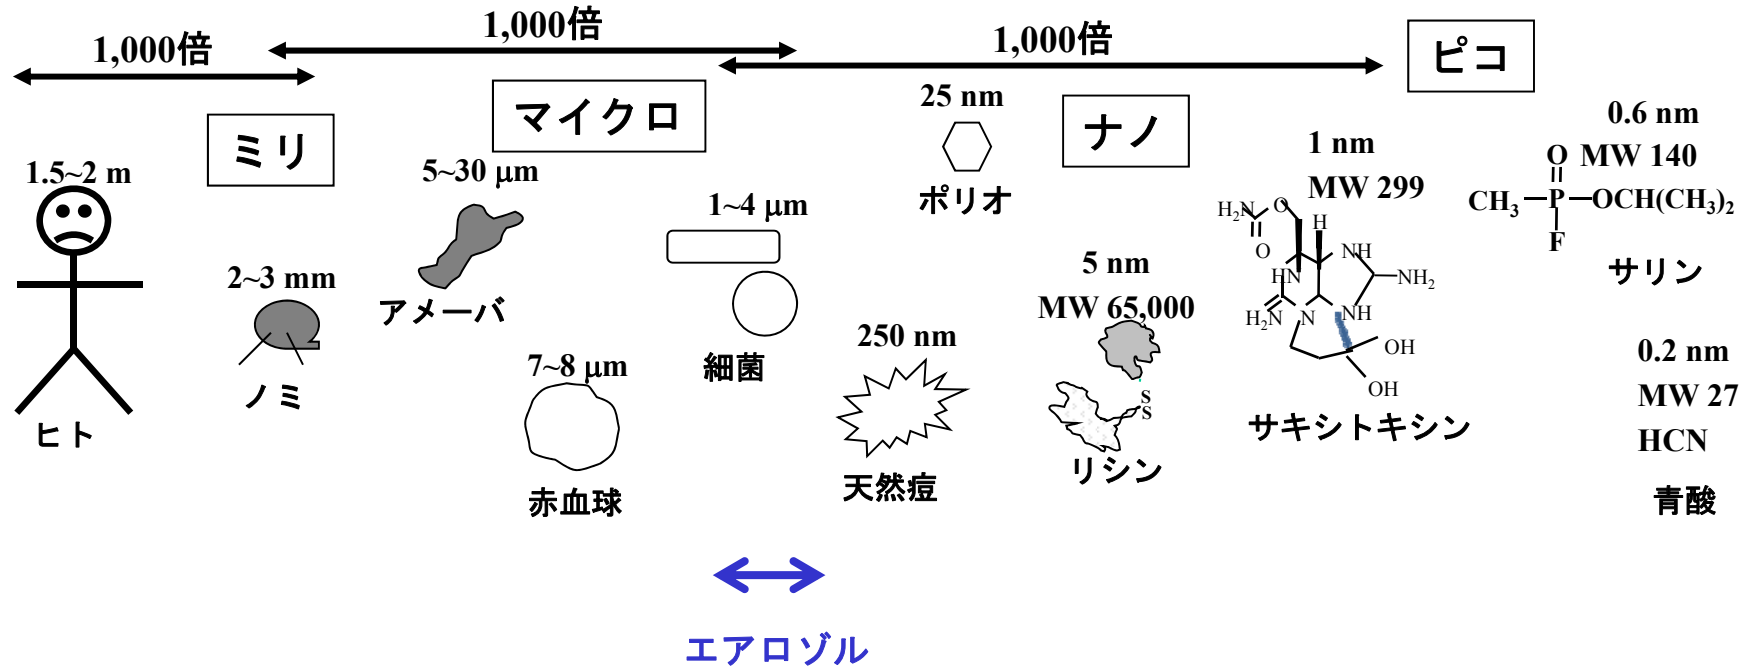 1,000倍
1,000倍
1,000倍
ピコ
ミリ
マイクロ
ナノ
1.5~2 m
ヒト
2~3 mm
ノミ
5~30 μm
アメーバ
7~8 μm
赤血球
1~4 μm
細菌
25 nm
ポリオ
250 nm
天然痘
5 nm
MW 65,000
S
S
リシン
1 nm
MW 299
H₂N
O
H
O
NH
HN
NH₂
H₂N
N
NH
OH
OH
サキシトキシン
0.6 nm
MW 140
O
CH₃
P
OCH(CH₃)₂
F
サリン
0.2 nm
MW 27
HCN
青酸
エアロゾル